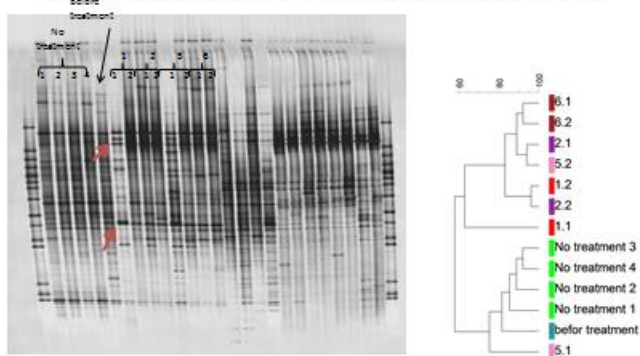 before
treatment
No
treatment
1 2 3 4
1 2 5 6
1 2 1 2 1 2 1 2
60 80 100
6.1
6.2
2.1
5.2
1.2
2.2
1.1
No treatment 3
No treatment 4
No treatment 2
No treatment 1
befor treatment
5.1